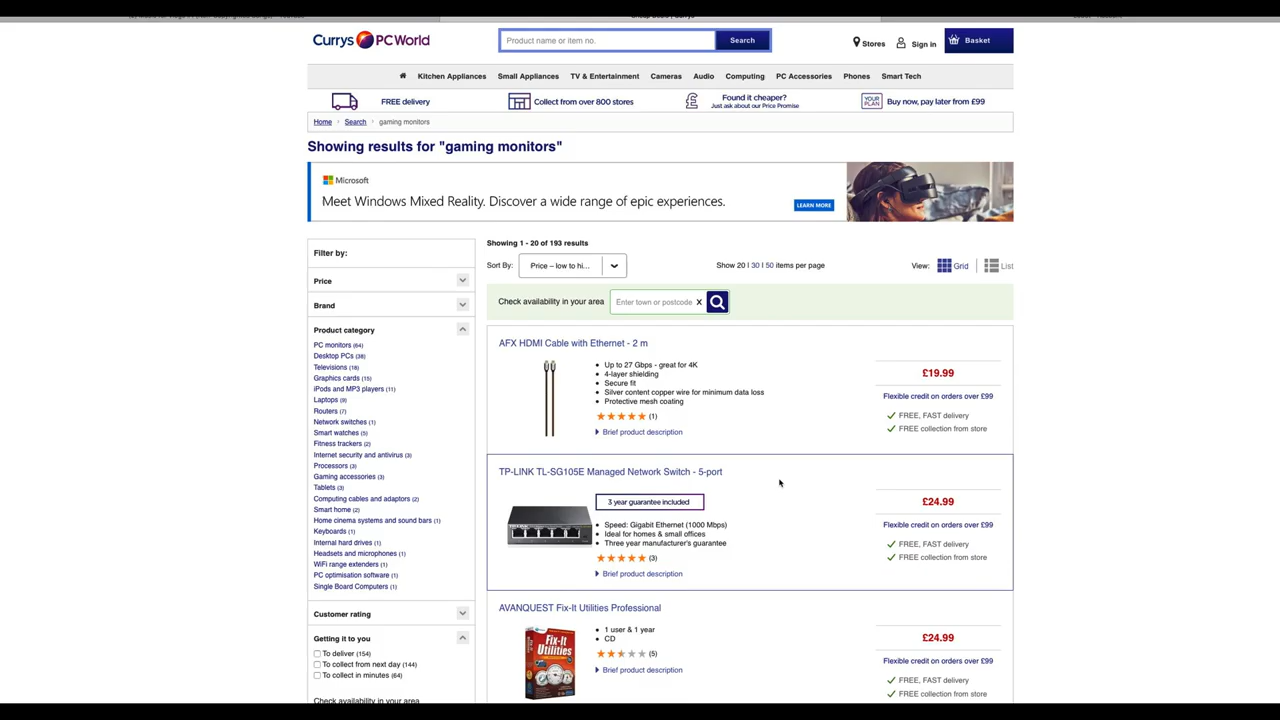 Currys PC World
Product name or item no.
Search
Stores
Sign in
Basket
Kitchen Appliances
Small Appliances
TV & Entertainment
Cameras
Audio
Computing
PC Accessories
Phones
Smart Tech
FREE delivery
Collect from over 800 stores
Found it cheaper?
Just ask about our Price Promise
YOUR PLAN
Buy now, pay later from £99
Home › Search › gaming monitors
Showing results for "gaming monitors"
Microsoft
Meet Windows Mixed Reality. Discover a wide range of epic experiences.
LEARN MORE
Filter by:
Price
Brand
Product category
PC monitors (64)
Desktop PCs (38)
Televisions (18)
Graphics cards (15)
iPods and MP3 players (11)
Laptops (9)
Routers (7)
Network switches (1)
Smart watches (5)
Fitness trackers (2)
Internet security and antivirus (3)
Processors (3)
Gaming accessories (3)
Tablets (3)
Computing cables and adaptors (2)
Smart home (2)
Home cinema systems and sound bars (1)
Keyboards (1)
Internal hard drives (1)
Headsets and microphones (1)
WiFi range extenders (1)
PC optimisation software (1)
Single Board Computers (1)
Customer rating
Getting it to you
To deliver (154)
To collect from next day (144)
To collect in minutes (64)
Check availability in your area
Showing 1 - 20 of 193 results
Sort By:
Price – low to hi...
Show 20 | 30 | 50 items per page
View:
Grid
List
Check availability in your area
Enter town or postcode
X
AFX HDMI Cable with Ethernet - 2 m
Up to 27 Gbps - great for 4K
4-layer shielding
Secure fit
Silver content copper wire for minimum data loss
Protective mesh coating
(1)
Brief product description
£19.99
Flexible credit on orders over £99
FREE, FAST delivery
FREE collection from store
TP-LINK TL-SG105E Managed Network Switch - 5-port
3 year guarantee included
Speed: Gigabit Ethernet (1000 Mbps)
Ideal for homes & small offices
Three year manufacturer's guarantee
(3)
Brief product description
£24.99
Flexible credit on orders over £99
FREE, FAST delivery
FREE collection from store
AVANQUEST Fix-It Utilities Professional
Fix-It
Utilities
1 user & 1 year
CD
(5)
Brief product description
£24.99
Flexible credit on orders over £99
FREE, FAST delivery
FREE collection from store